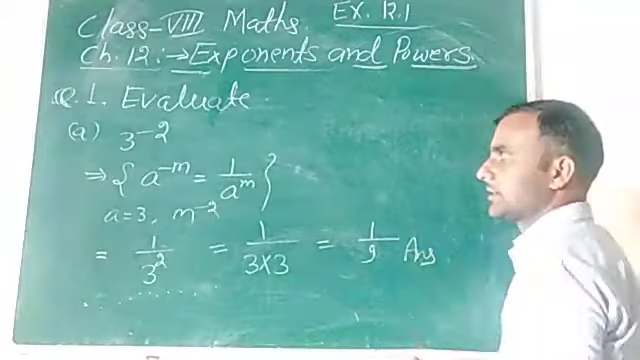 Class-VIII Maths. Ex. 12.1
Ch. 12 :→ Exponents and Powers.
Q. 1. Evaluate.
(a) 3⁻²
⇒ { a⁻ᵐ = 1/aᵐ }
a=3, m⁻²
= 1/3² = 1/3×3 = 1/9 Ans